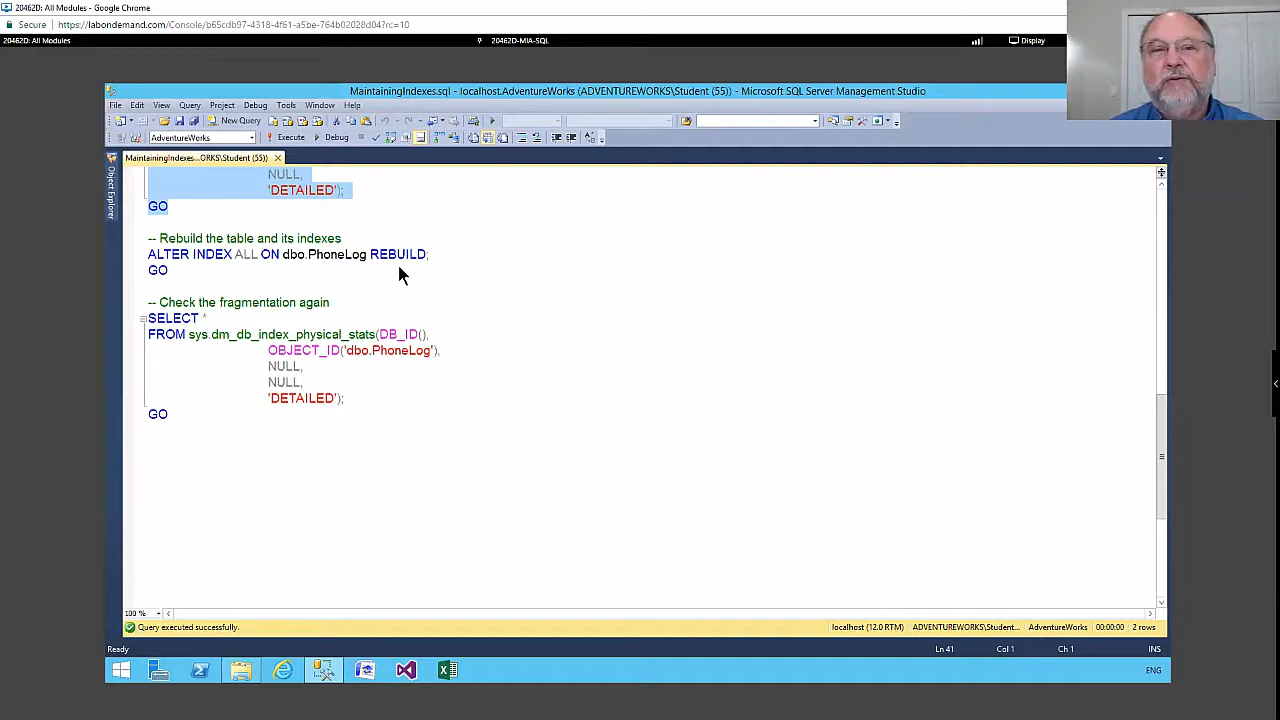 20462D: All Modules - Google Chrome
Secure https://labondemand.com/Console/b65cdb97-4318-4f61-a5be-764b02028d04?rc=10
20462D: All Modules 20462D-MIA-SQL Display
MaintainingIndexes.sql - localhost.AdventureWorks (ADVENTUREWORKS\Student (55)) - Microsoft SQL Server Management Studio
File Edit View Query Project Debug Tools Window Help
New Query
AdventureWorks Execute Debug
MaintainingIndexes...ORKS\Student (55))
Object Explorer
NULL,
'DETAILED');
GO
-- Rebuild the table and its indexes
ALTER INDEX ALL ON dbo.PhoneLog REBUILD;
GO
-- Check the fragmentation again
SELECT *
FROM sys.dm_db_index_physical_stats(DB_ID(),
OBJECT_ID('dbo.PhoneLog'),
NULL,
NULL,
'DETAILED');
GO
100 %
Query executed successfully. localhost (12.0 RTM) ADVENTUREWORKS\Student... AdventureWorks 00:00:00 2 rows
Ready Ln 41 Col 1 Ch 1 INS
ENG